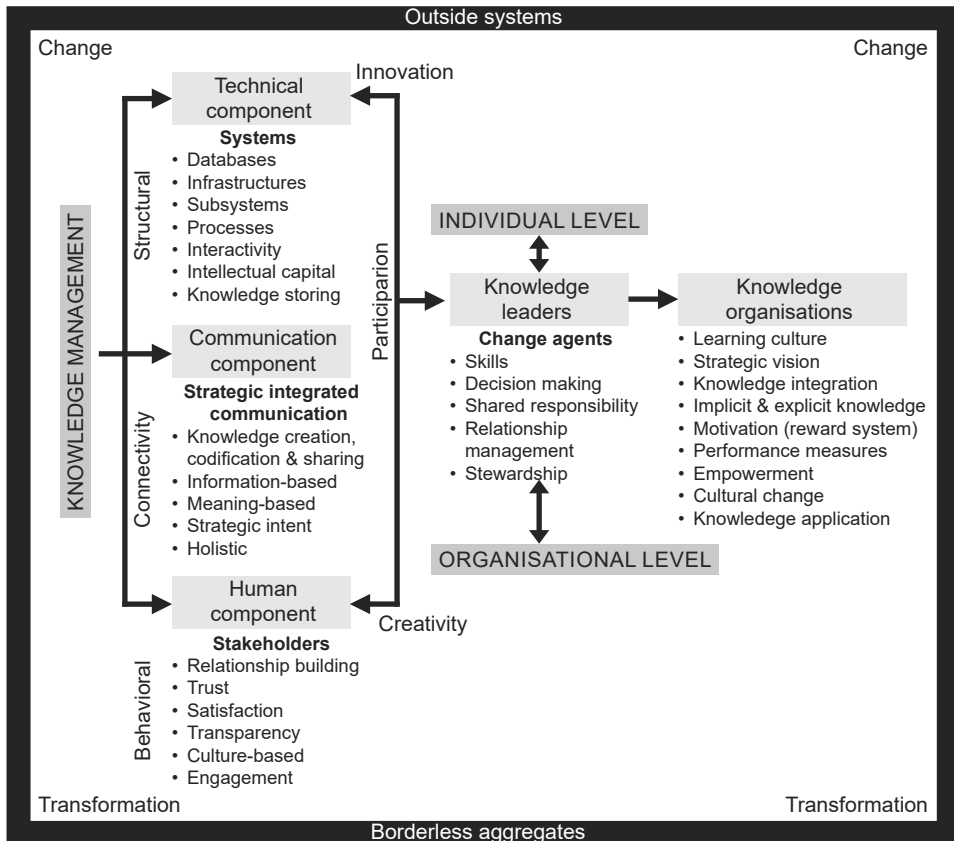 Outside systems
Change
Change
Innovation
Technical
component
Systems
• Databases
• Infrastructures
• Subsystems
• Processes
• Interactivity
• Intellectual capital
• Knowledge storing
Structural
KNOWLEDGE MANAGEMENT
Communication
component
Strategic integrated
communication
• Knowledge creation,
codification & sharing
• Information-based
• Meaning-based
• Strategic intent
• Holistic
Connectivity
Human
component
Stakeholders
• Relationship building
• Trust
• Satisfaction
• Transparency
• Culture-based
• Engagement
Behavioral
Participarion
Creativity
INDIVIDUAL LEVEL
Knowledge
leaders
Change agents
• Skills
• Decision making
• Shared responsibility
• Relationship
management
• Stewardship
ORGANISATIONAL LEVEL
Knowledge
organisations
• Learning culture
• Strategic vision
• Knowledge integration
• Implicit & explicit knowledge
• Motivation (reward system)
• Performance measures
• Empowerment
• Cultural change
• Knowledege application
Transformation
Transformation
Borderless aggregates